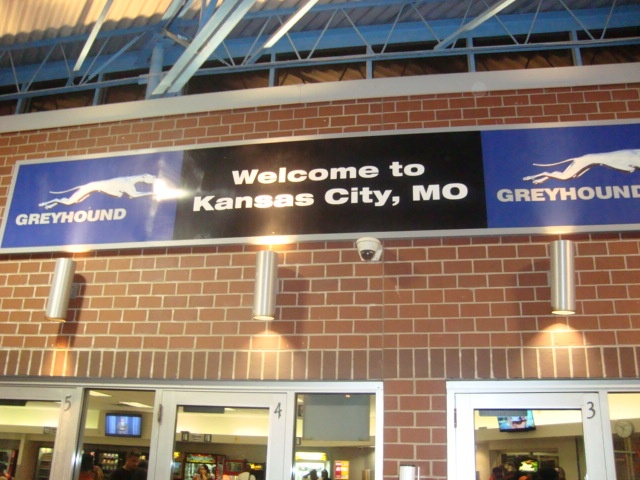 GREYHOUND
Welcome to
Kansas City, MO
GREYHOUND
5
4
3